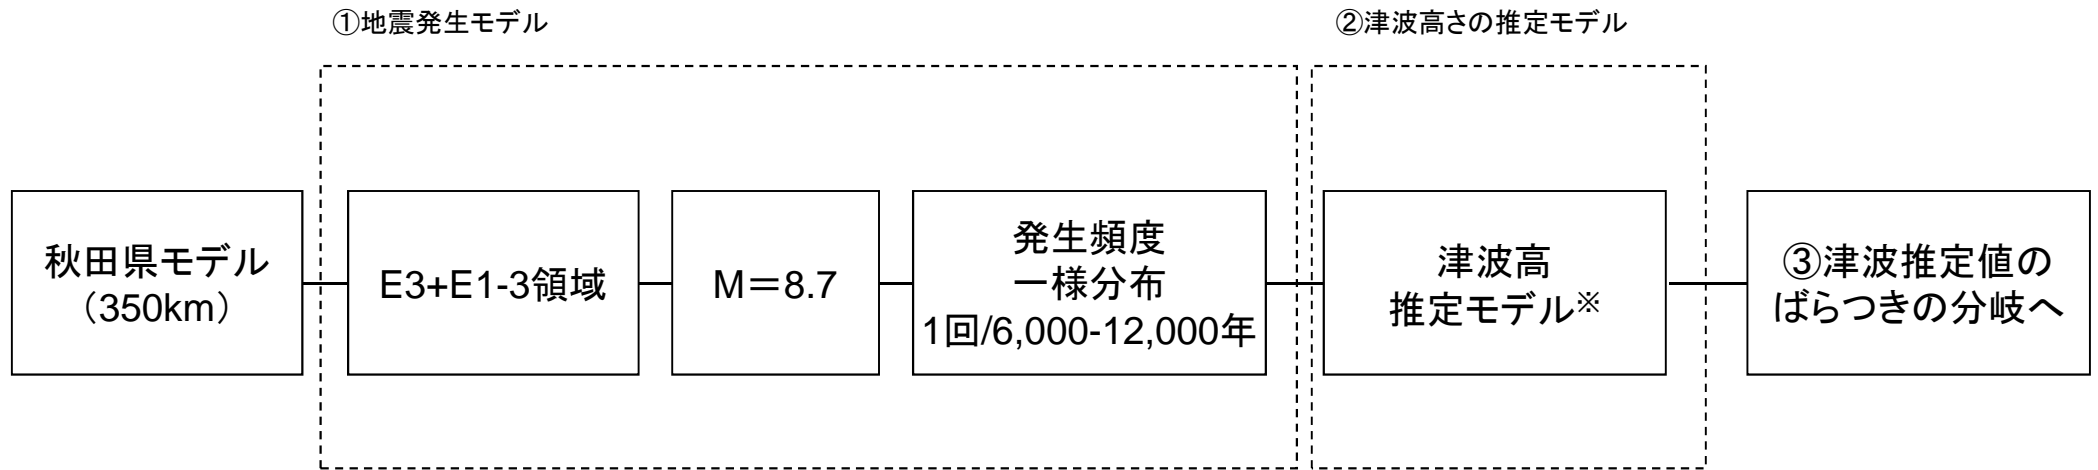 ①地震発生モデル
②津波高さの推定モデル
秋田県モデル
（350km）
E3+E1-3領域
M＝8.7
発生頻度
一様分布
1回/6,000-12,000年
津波高
推定モデル※
③津波推定値の
ばらつきの分岐へ